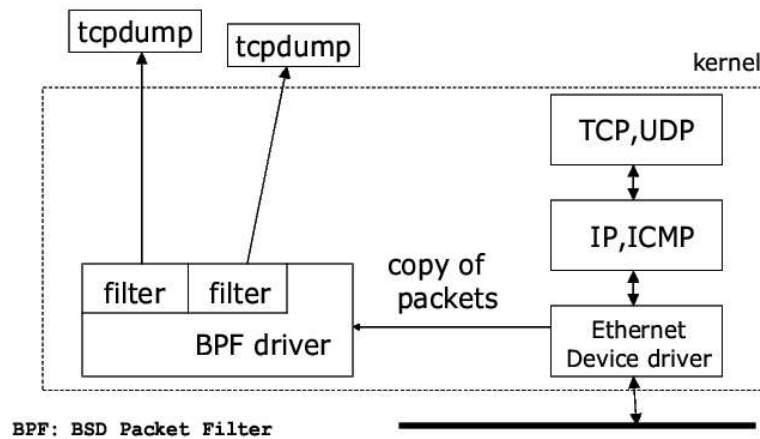 tcpdump
tcpdump
kernel
TCP,UDP
IP,ICMP
copy of
packets
filter
filter
BPF driver
Ethernet
Device driver
BPF: BSD Packet Filter